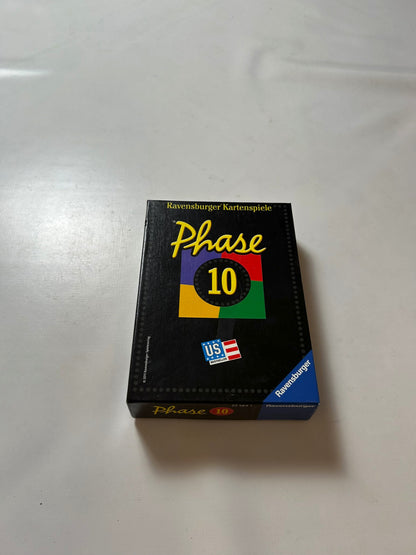 Ravensburger Kartenspiele
Phase
10
US
Ravensburger
Phase 10
Ravensburger